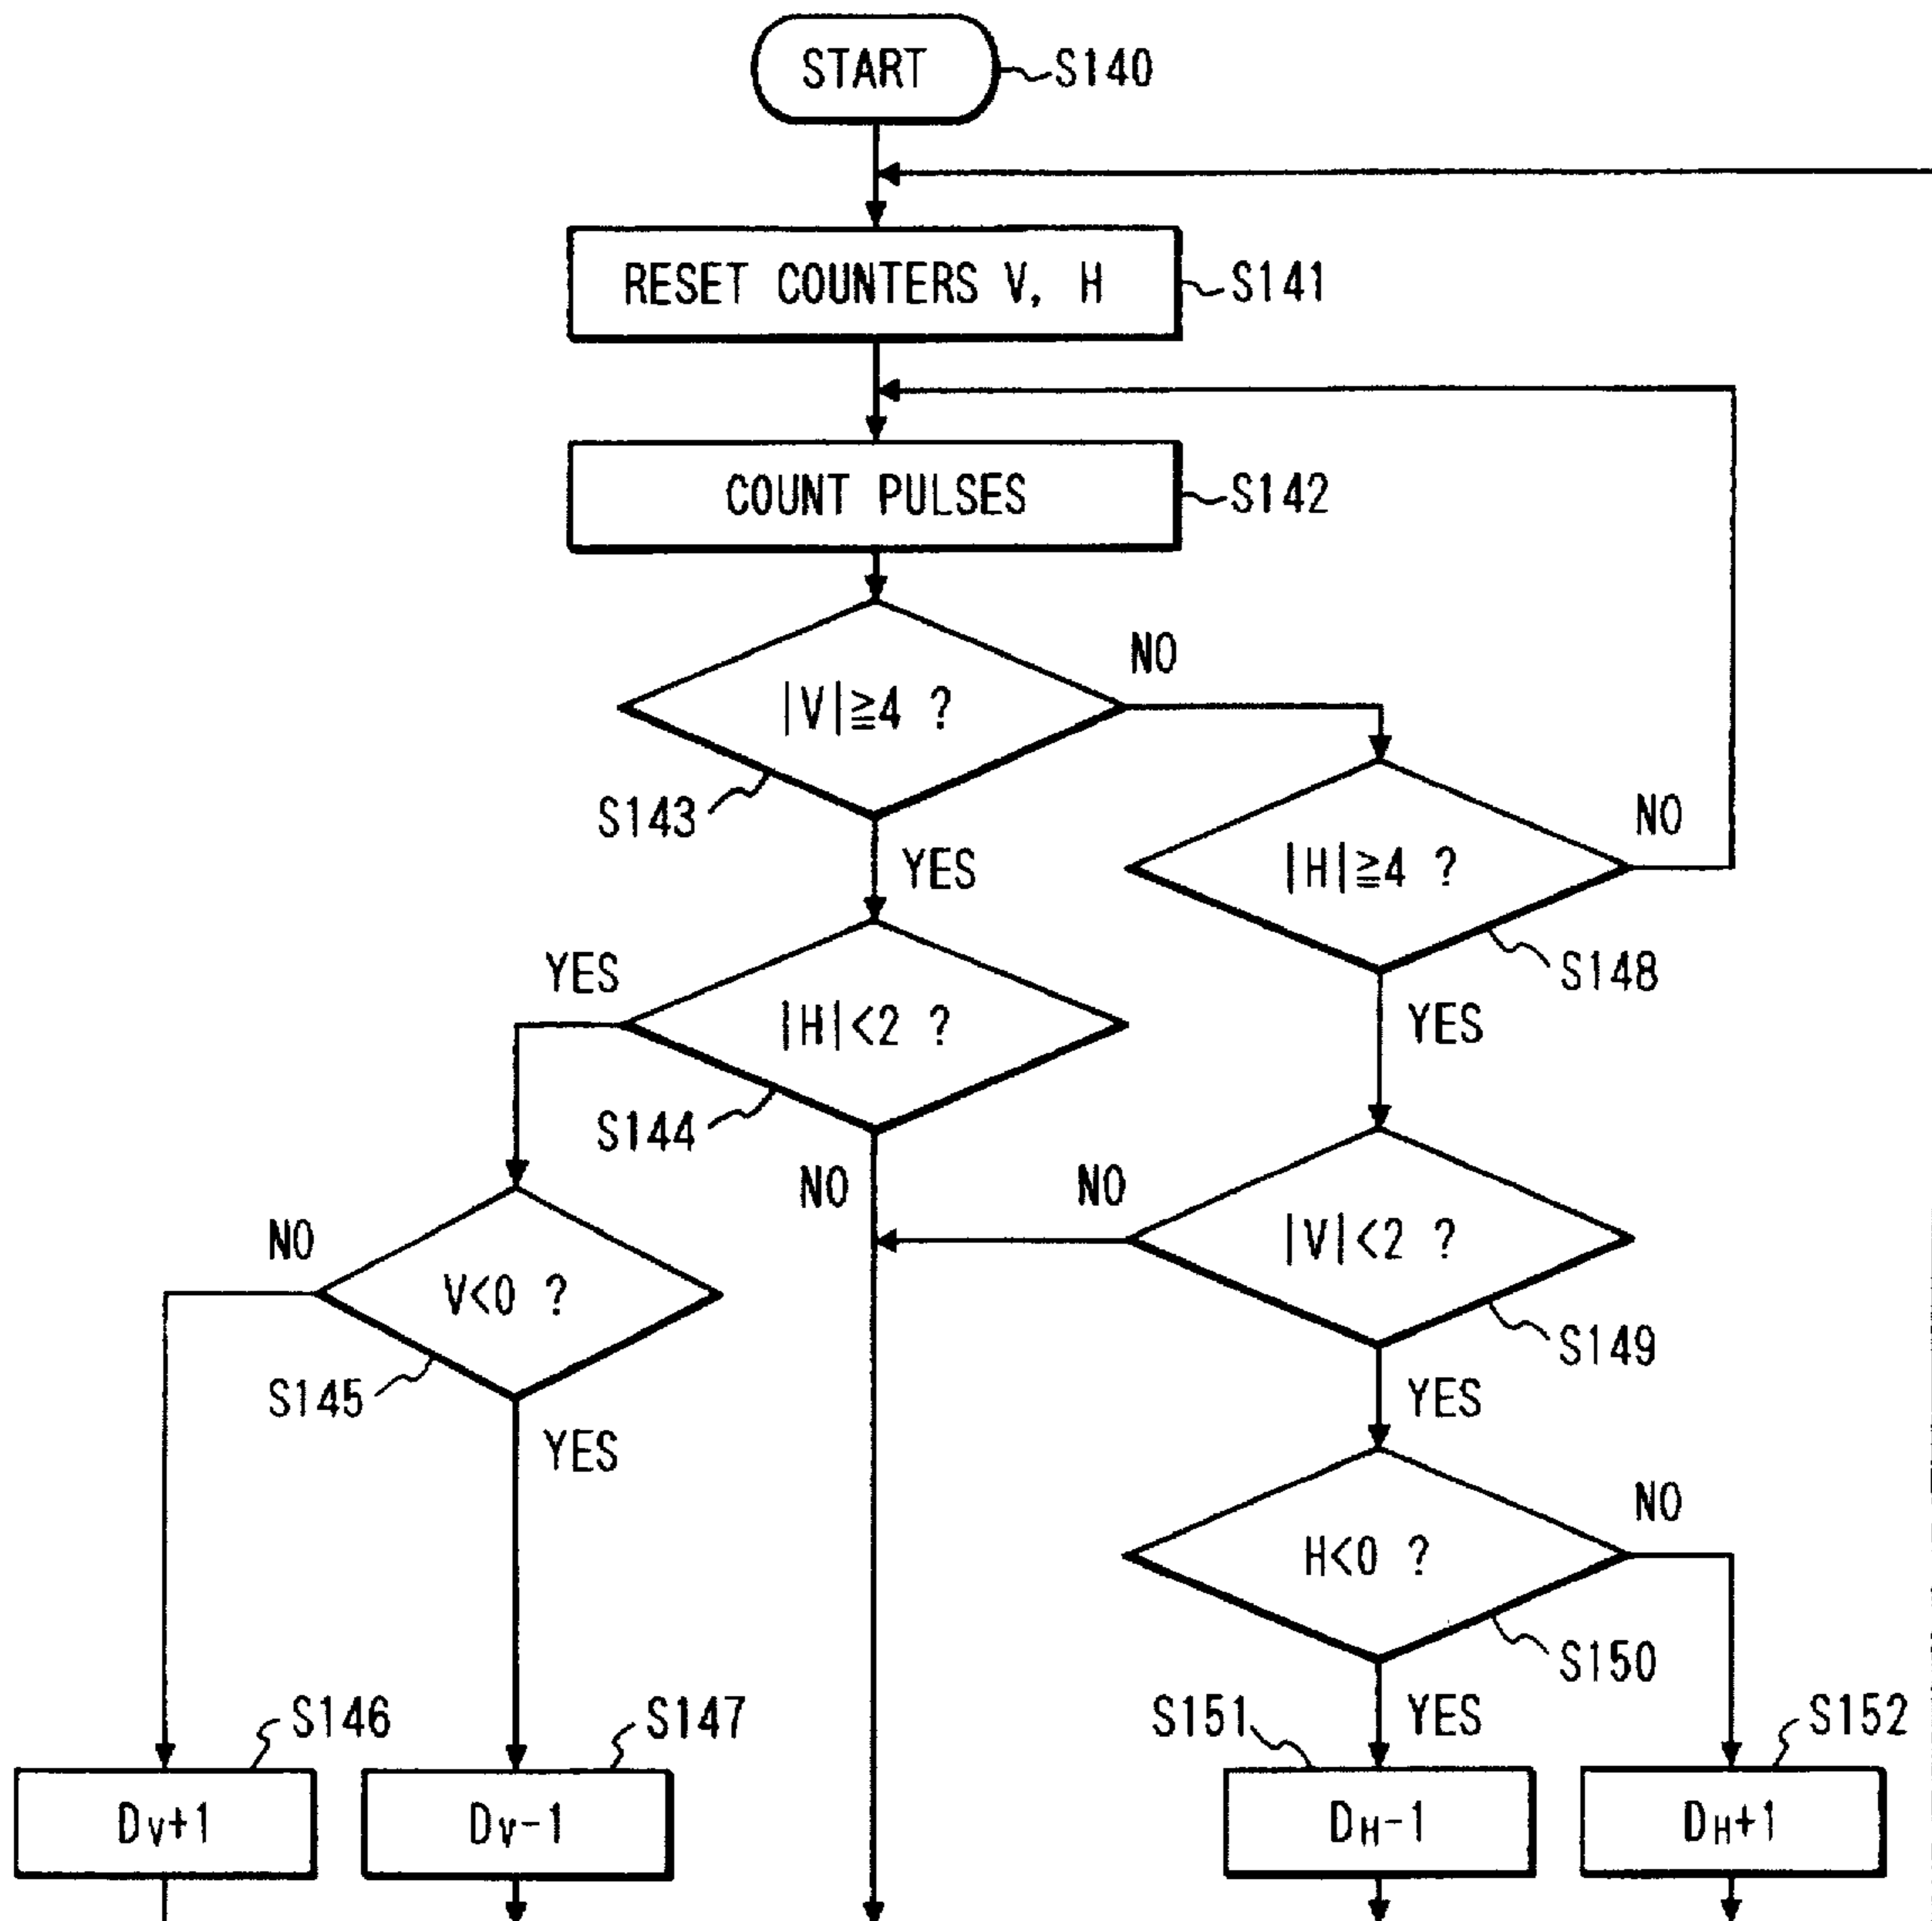 START
S140
RESET COUNTERS V, H
S141
COUNT PULSES
S142
|V|≧4 ?
NO
S143
YES
|H|≧4 ?
NO
S148
YES
|H|<2 ?
YES
S144
NO
|V|<2 ?
NO
S149
YES
V<0 ?
NO
S145
YES
H<0 ?
NO
S150
YES
S146
S147
S151
S152
Dv+1
Dv-1
DH-1
DH+1